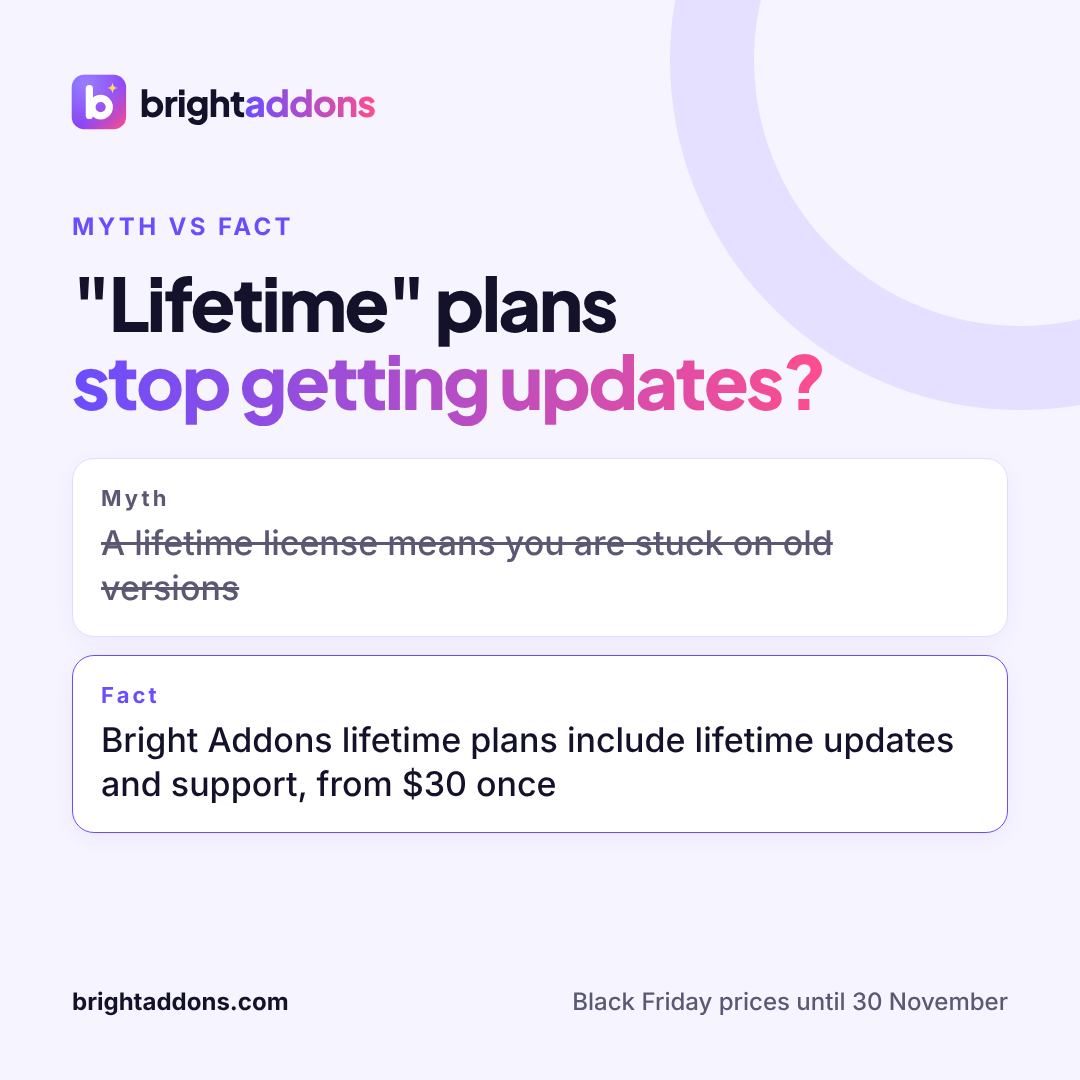 brightaddons
MYTH VS FACT
"Lifetime" plans
stop getting updates?
Myth
A lifetime license means you are stuck on old
versions
Fact
Bright Addons lifetime plans include lifetime updates
and support, from $30 once
brightaddons.com
Black Friday prices until 30 November